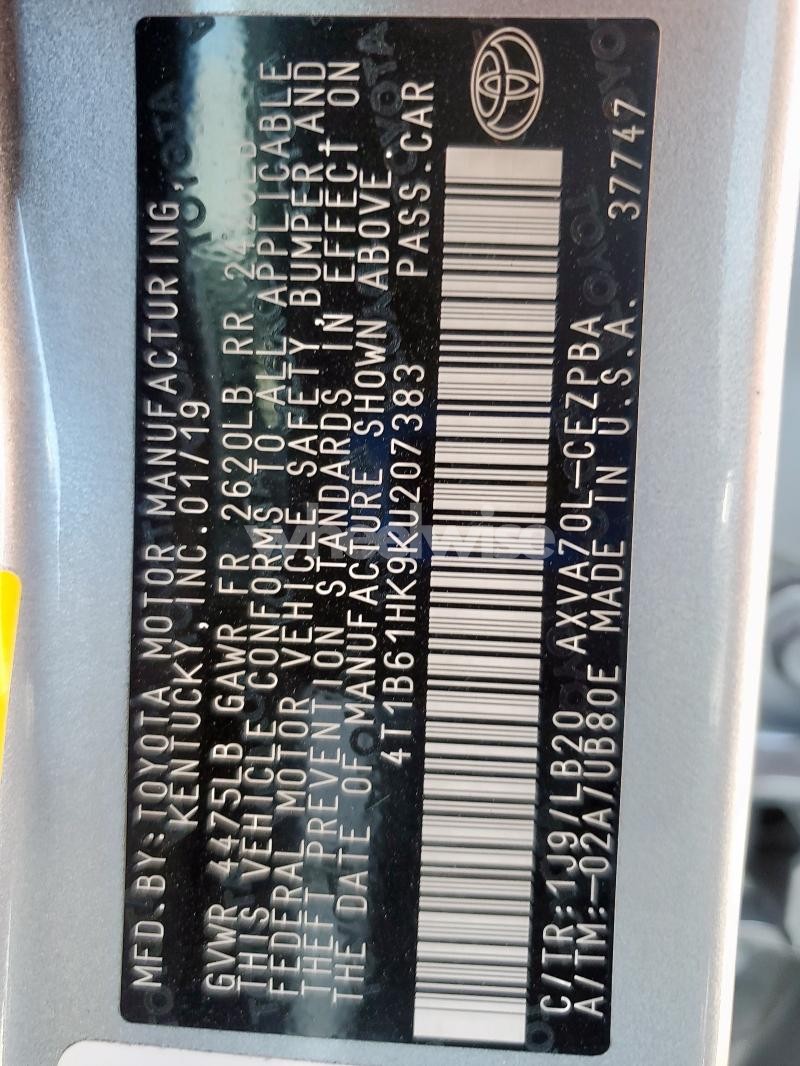 MFD.BY:TOYOTA MOTOR MANUFACTURING,
KENTUCKY, INC. 01/19
GVWR 4475LB GAWR FR 2620LB RR
THIS VEHICLE CONFORMS TO ALL APPLICABLE
FEDERAL MOTOR VEHICLE SAFETY, BUMPER AND
THEFT PREVENTION STANDARDS IN EFFECT ON
THE DATE OF MANUFACTURE SHOWN ABOVE.
4T1B61HK9KU207383 PASS.CAR
C/TR:1J9/LB20 AXVA70L-CEZPBA
A/TM:-02A/UB80E MADE IN U.S.A. 37747
wheelwise